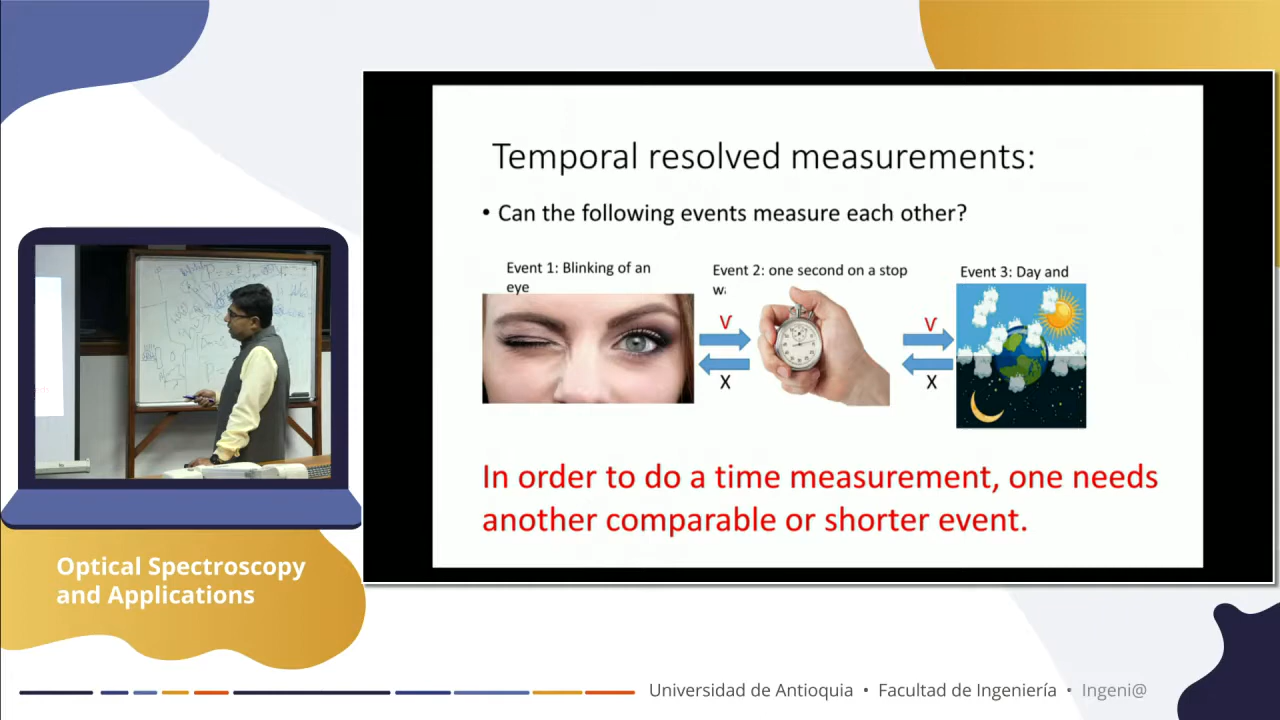 Temporal resolved measurements:
• Can the following events measure each other?
Event 1: Blinking of an
eye
Event 2: one second on a stop
Event 3: Day and
V
X
V
X
In order to do a time measurement, one needs
another comparable or shorter event.
Optical Spectroscopy
and Applications
Universidad de Antioquia • Facultad de Ingeniería • Ingeni@